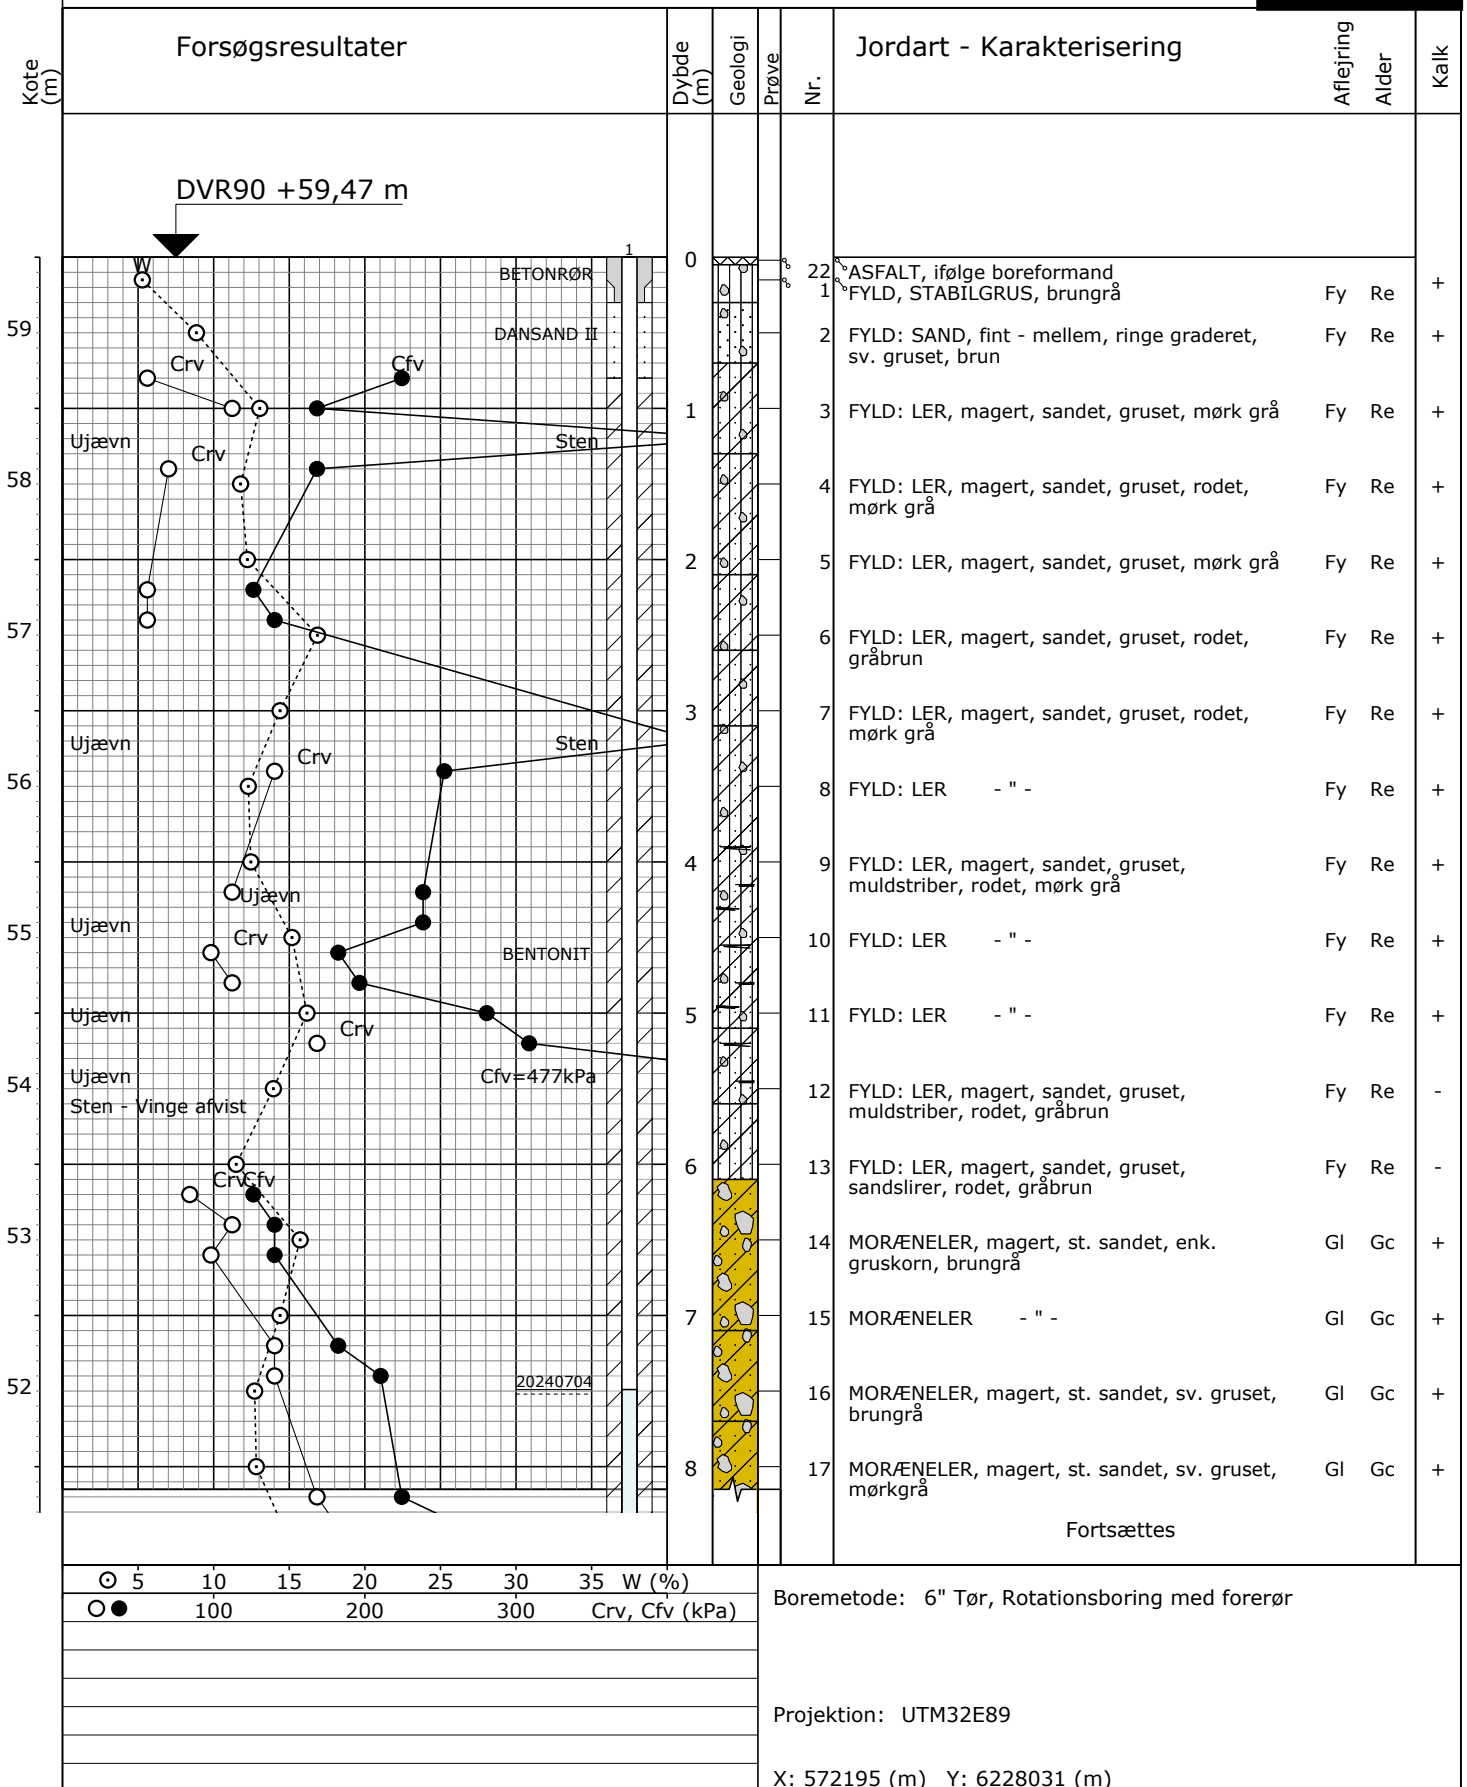 Forsøgsresultater
Kote (m)
Dybde (m)
Geologi
Prøve
Nr.
Jordart - Karakterisering
Aflejring
Alder
Kalk
DVR90 +59,47 m
W
1
BETONRØR
0
22 ASFALT, ifølge boreformand
1 FYLD, STABILGRUS, brungrå Fy Re +
59
DANSAND II
2 FYLD: SAND, fint - mellem, ringe graderet, Fy Re +
sv. gruset, brun
Crv
Cfv
1
3 FYLD: LER, magert, sandet, gruset, mørk grå Fy Re +
Ujævn
Crv
Sten
58
4 FYLD: LER, magert, sandet, gruset, rodet, Fy Re +
mørk grå
2
5 FYLD: LER, magert, sandet, gruset, mørk grå Fy Re +
57
6 FYLD: LER, magert, sandet, gruset, rodet, Fy Re +
gråbrun
3
7 FYLD: LER, magert, sandet, gruset, rodet, Fy Re +
mørk grå
Ujævn
Crv
Sten
56
8 FYLD: LER - " - Fy Re +
4
9 FYLD: LER, magert, sandet, gruset, Fy Re +
muldstriber, rodet, mørk grå
Ujævn
Ujævn
55
Crv
BENTONIT
10 FYLD: LER - " - Fy Re +
Ujævn
Crv
5
11 FYLD: LER - " - Fy Re +
Ujævn
Cfv=477kPa
54
12 FYLD: LER, magert, sandet, gruset, Fy Re -
muldstriber, rodet, gråbrun
Sten - Vinge afvist
6
13 FYLD: LER, magert, sandet, gruset, Fy Re -
sandslirer, rodet, gråbrun
Crv Cfv
53
14 MORÆNELER, magert, st. sandet, enk. Gl Gc +
gruskorn, brungrå
7
15 MORÆNELER - " - Gl Gc +
52
20240704
16 MORÆNELER, magert, st. sandet, sv. gruset, Gl Gc +
brungrå
8
17 MORÆNELER, magert, st. sandet, sv. gruset, Gl Gc +
mørkgrå
Fortsættes
5 10 15 20 25 30 35 W (%)
100 200 300 Crv, Cfv (kPa)
Boremetode: 6" Tør, Rotationsboring med forerør
Projektion: UTM32E89
X: 572195 (m) Y: 6228031 (m)